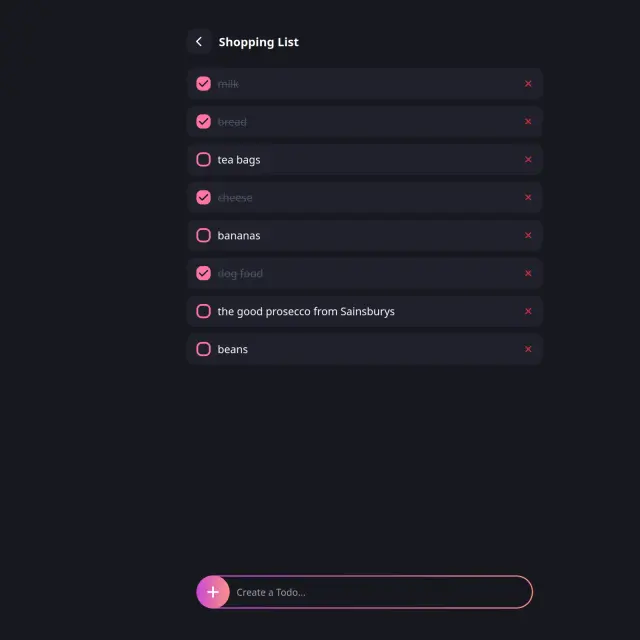 Shopping List
milk
bread
tea bags
cheese
bananas
dog food
the good prosecco from Sainsburys
beans
Create a Todo...